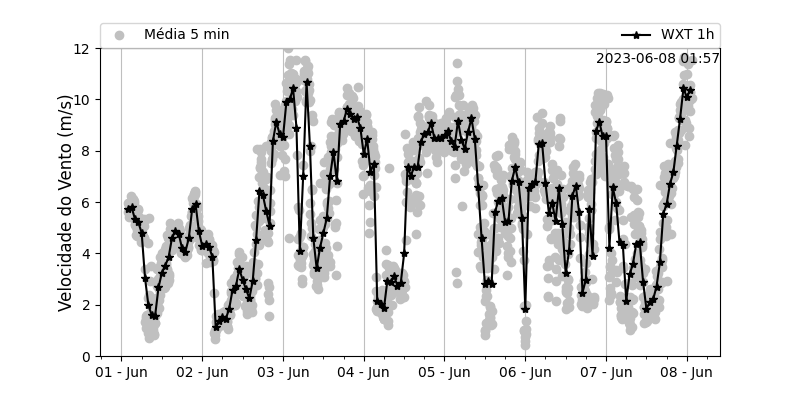 Média 5 min
WXT 1h
2023-06-08 01:57
Velocidade do Vento (m/s)
12
10
8
6
4
2
0
01 - Jun
02 - Jun
03 - Jun
04 - Jun
05 - Jun
06 - Jun
07 - Jun
08 - Jun